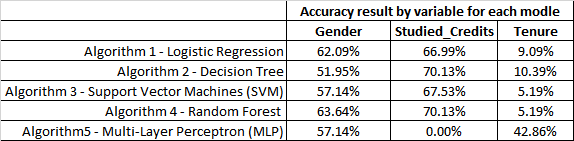 Accuracy result by variable for each modle
Gender Studied_Credits Tenure
Algorithm 1 - Logistic Regression 62.09% 66.99% 9.09%
Algorithm 2 - Decision Tree 51.95% 70.13% 10.39%
Algorithm 3 - Support Vector Machines (SVM) 57.14% 67.53% 5.19%
Algorithm 4 - Random Forest 63.64% 70.13% 5.19%
Algorithm5 - Multi-Layer Perceptron (MLP) 57.14% 0.00% 42.86%